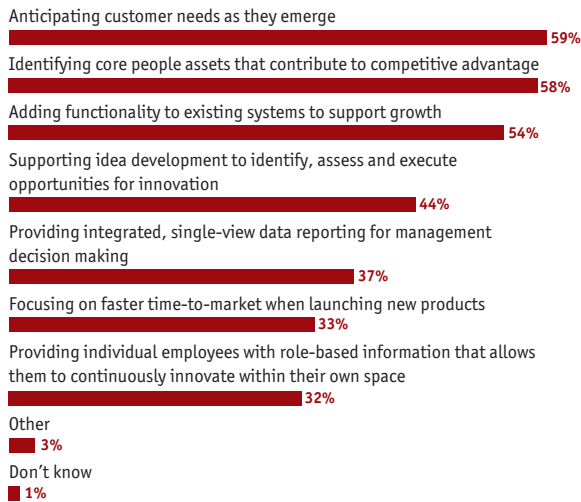 Anticipating customer needs as they emerge
59%
Identifying core people assets that contribute to competitive advantage
58%
Adding functionality to existing systems to support growth
54%
Supporting idea development to identify, assess and execute
opportunities for innovation
44%
Providing integrated, single-view data reporting for management
decision making
37%
Focusing on faster time-to-market when launching new products
33%
Providing individual employees with role-based information that allows
them to continuously innovate within their own space
32%
Other
3%
Don’t know
1%